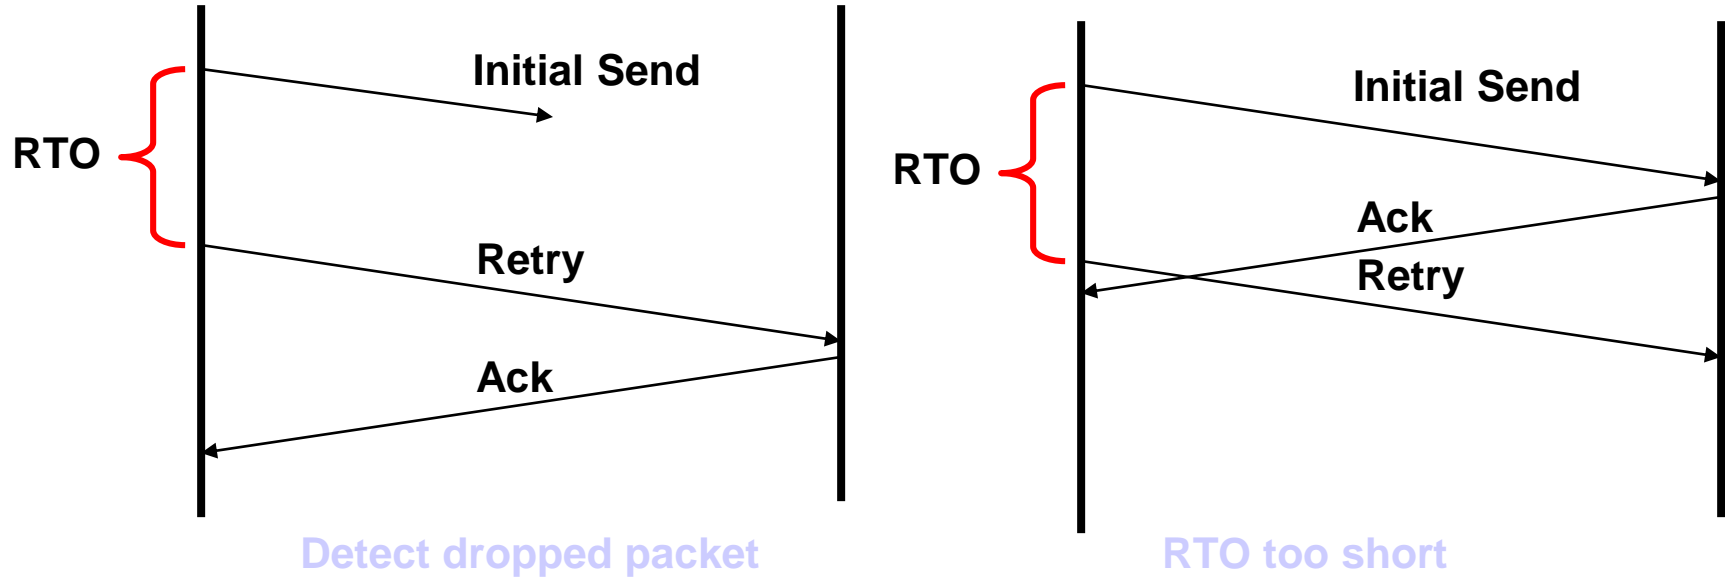 Initial Send
RTO
Retry
Ack
Detect dropped packet
Initial Send
RTO
Ack
Retry
RTO too short